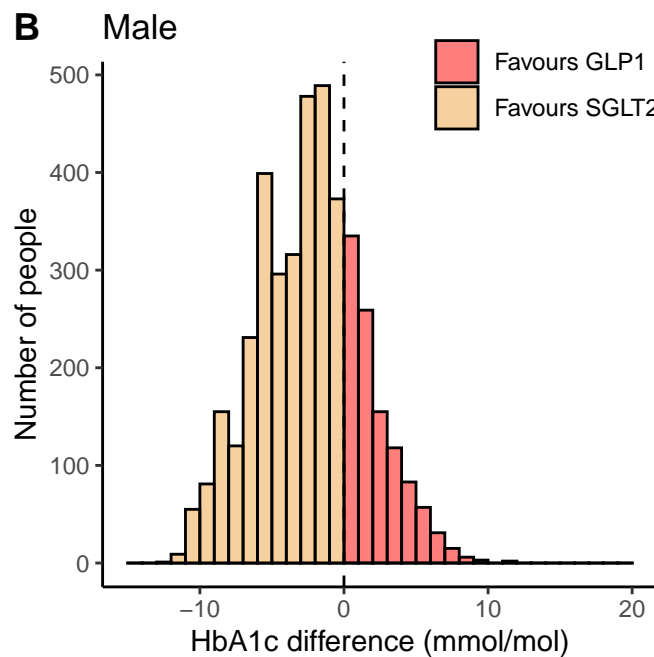 B Male
Favours GLP1
Favours SGLT2
500
400
300
200
100
0
Number of people
−10 0 10 20
HbA1c difference (mmol/mol)